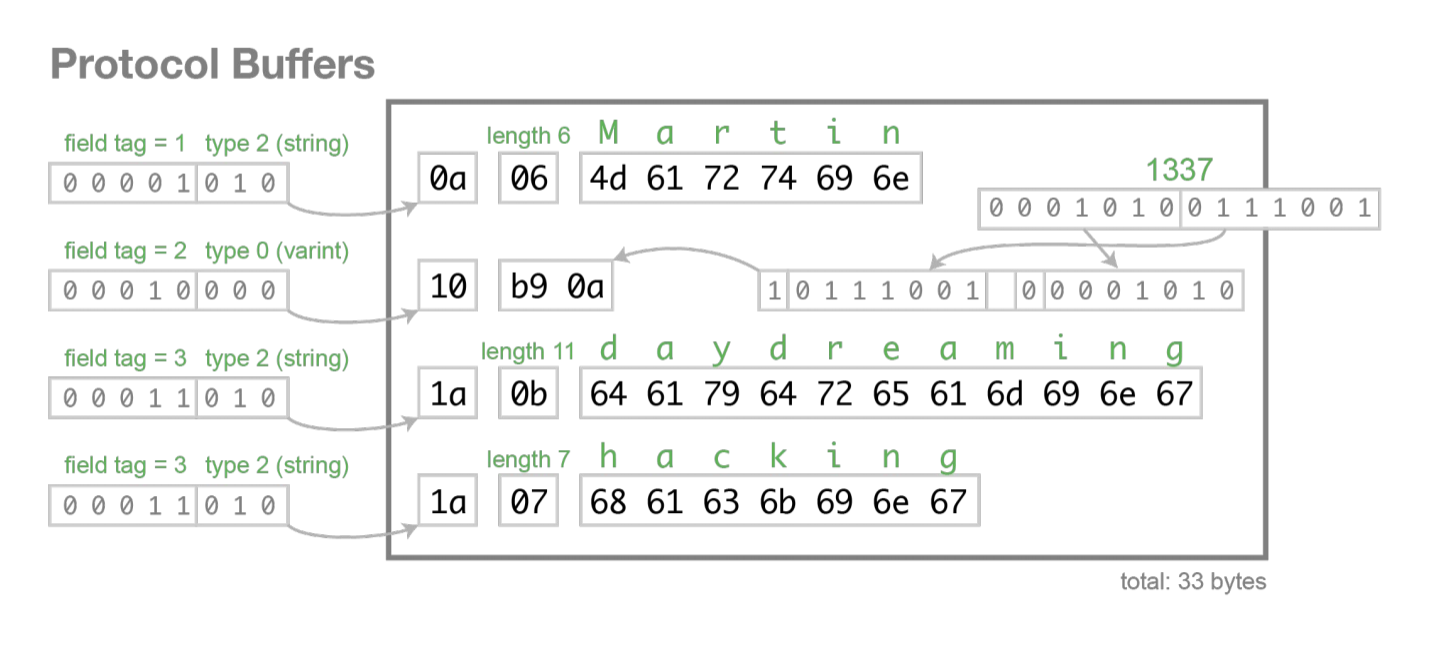 Protocol Buffers
field tag = 1 type 2 (string)
0 0 0 0 1 0 1 0
length 6 M a r t i n
0a 06 4d 61 72 74 69 6e
1337
0 0 0 1 0 1 0 0 1 1 1 0 0 1
field tag = 2 type 0 (varint)
0 0 0 1 0 0 0 0
10 b9 0a
1 0 1 1 1 0 0 1 0 0 0 0 1 0 1 0
field tag = 3 type 2 (string)
0 0 0 1 1 0 1 0
length 11 d a y d r e a m i n g
1a 0b 64 61 79 64 72 65 61 6d 69 6e 67
field tag = 3 type 2 (string)
0 0 0 1 1 0 1 0
length 7 h a c k i n g
1a 07 68 61 63 6b 69 6e 67
total: 33 bytes